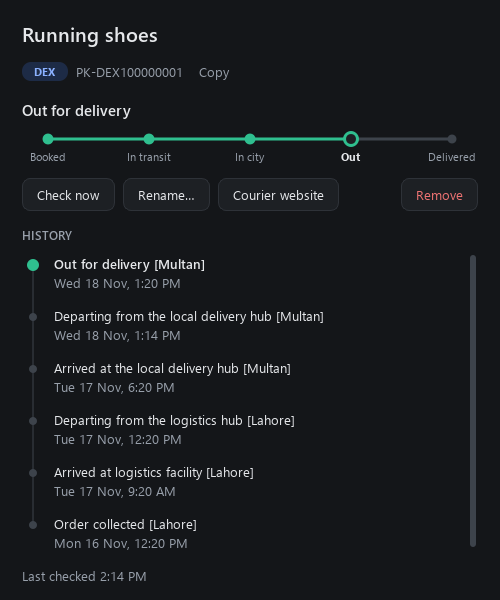 Running shoes
DEX PK-DEX100000001 Copy
Out for delivery
Booked In transit In city Out Delivered
Check now Rename... Courier website Remove
HISTORY
Out for delivery [Multan]
Wed 18 Nov, 1:20 PM
Departing from the local delivery hub [Multan]
Wed 18 Nov, 1:14 PM
Arrived at the local delivery hub [Multan]
Tue 17 Nov, 6:20 PM
Departing from the logistics hub [Lahore]
Tue 17 Nov, 12:20 PM
Arrived at logistics facility [Lahore]
Tue 17 Nov, 9:20 AM
Order collected [Lahore]
Mon 16 Nov, 12:20 PM
Last checked 2:14 PM